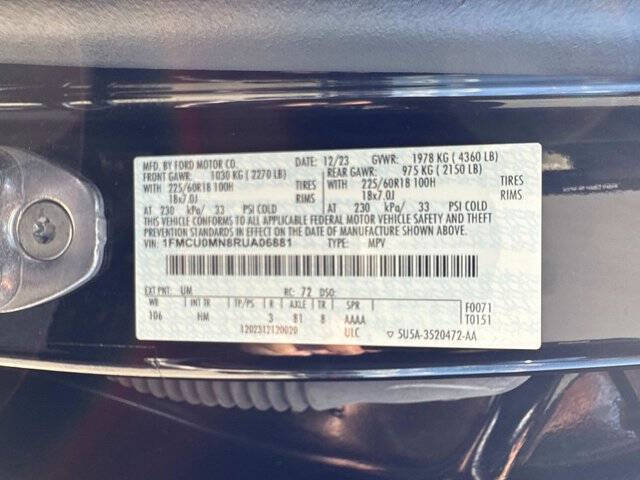 MFD. BY FORD MOTOR CO. 12/23 GVWR: 1978 KG ( 4360 LB)
FRONT GAWR: 1030 KG ( 2270 LB) REAR GAWR: 975 KG ( 2150 LB)
WITH 225/60R18 100H TIRES WITH 225/60R18 100H TIRES
18x7.0J RIMS 18x7.0J RIMS
AT 230 kPa/ 33 PSI COLD AT 230 kPa/ 33 PSI COLD
THIS VEHICLE CONFORMS TO ALL APPLICABLE FEDERAL MOTOR VEHICLE SAFETY AND THEFT PREVENTION STANDARDS IN EFFECT ON THE DATE OF MANUFACTURE SHOWN ABOVE.
VIN: 1FMCU0MN8RUA06881 TYPE: MPV
EXT PNT: UM RC: 72 DSO:
WB INT TR TP/PS R AXLE TR SPR F0071
106 HM 3 81 8 AAAA T0151
1202312120020 ULC 5U5A-3520472-AA